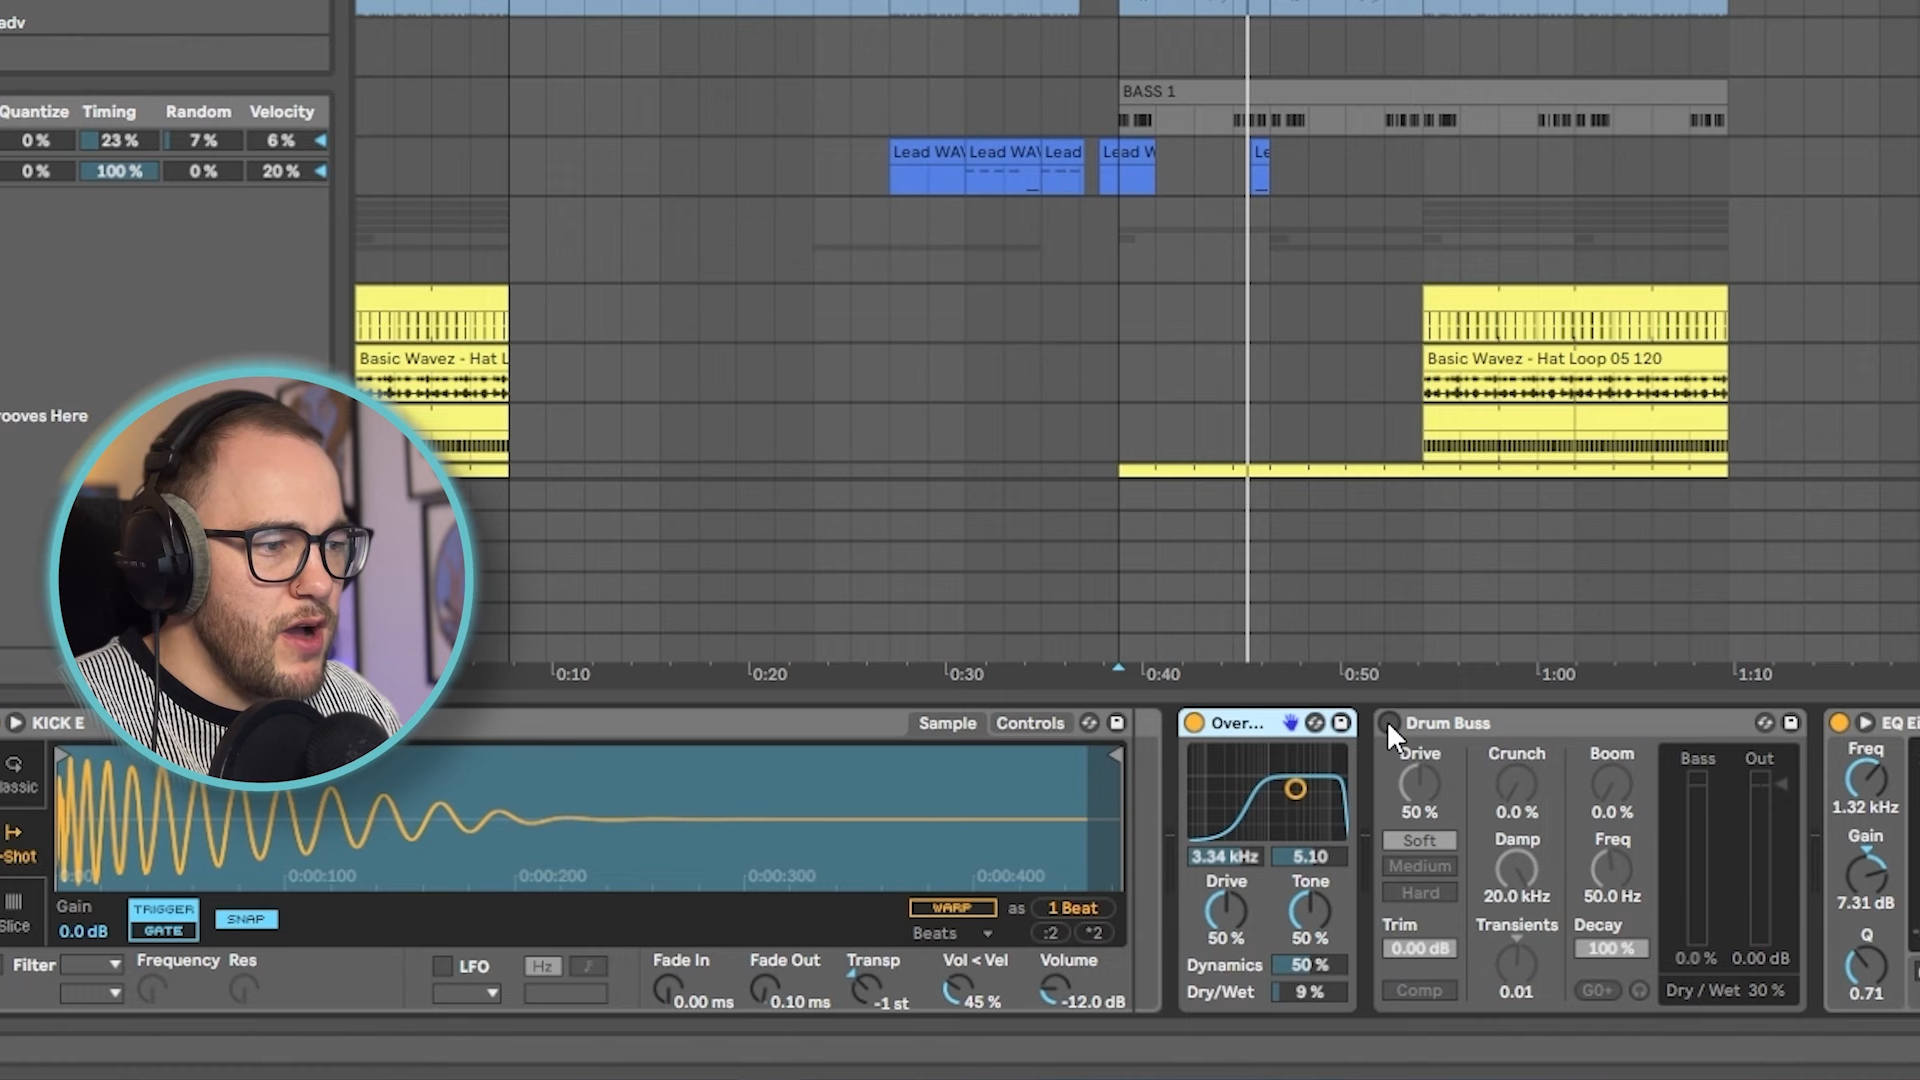 adv
Quantize Timing Random Velocity
0 % 23 % 7 % 6 %
0 % 100 % 0 % 20 %
ooves Here
BASS 1
Lead WAV Lead WAV Lead Lead W Le
Basic Wavez - Hat L
Basic Wavez - Hat Loop 05 120
0:10 0:20 0:30 0:40 0:50 1:00 1:10
KICK E
Sample Controls
assic
-Shot
Slice
0:00:100 0:00:200 0:00:300 0:00:400
Gain
0.0 dB
TRIGGER
GATE
SNAP
WARP as 1 Beat
Beats :2 *2
Filter Frequency Res
LFO Hz
Fade In Fade Out Transp Vol < Vel Volume
0.00 ms 0.10 ms -1 st 45 % -12.0 dB
Over...
3.34 kHz 5.10
Drive Tone
50 % 50 %
Dynamics 50 %
Dry/Wet 9 %
Drum Buss
Drive Crunch Boom
50 % 0.0 % 0.0 %
Soft
Medium
Hard
Damp Freq
20.0 kHz 50.0 Hz
Trim Transients Decay
0.00 dB 0.01 100 %
Comp G0♯
Bass Out
0.0 % 0.00 dB
Dry / Wet 30 %
EQ Ei
Freq
1.32 kHz
Gain
7.31 dB
Q
0.71